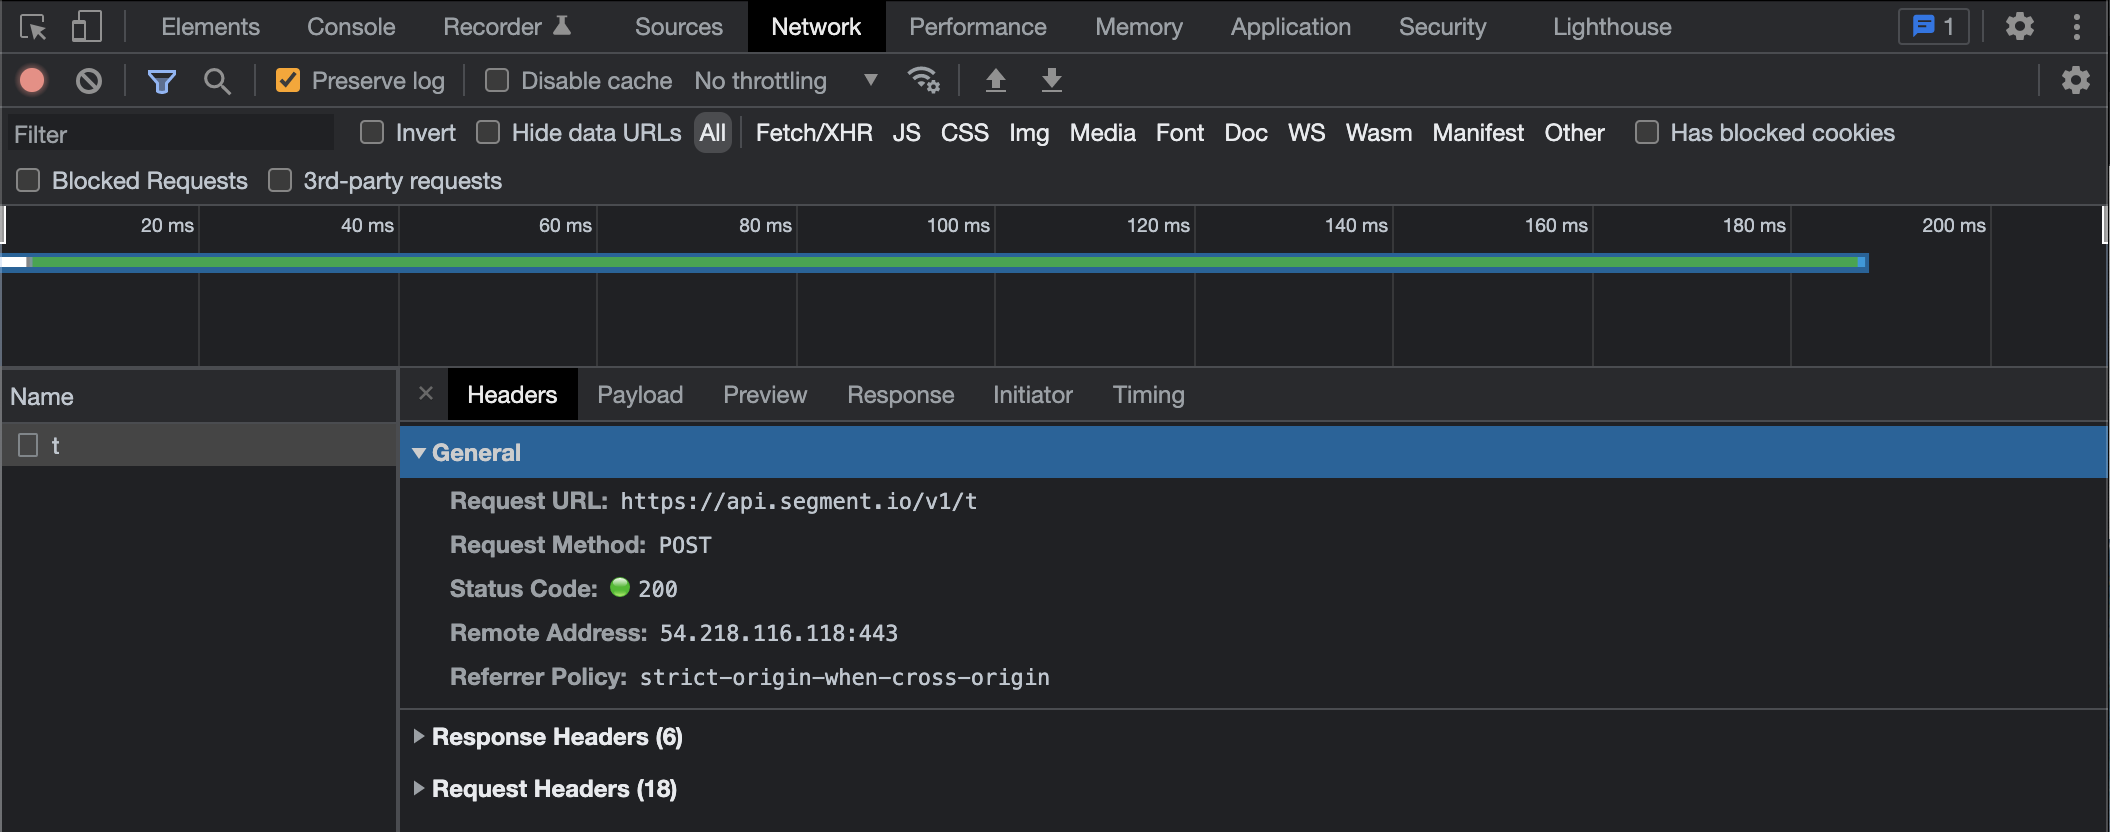 Elements Console Recorder Sources Network Performance Memory Application Security Lighthouse 1
Preserve log Disable cache No throttling
Filter Invert Hide data URLs All Fetch/XHR JS CSS Img Media Font Doc WS Wasm Manifest Other Has blocked cookies
Blocked Requests 3rd-party requests
20 ms 40 ms 60 ms 80 ms 100 ms 120 ms 140 ms 160 ms 180 ms 200 ms
Name Headers Payload Preview Response Initiator Timing
t
General
Request URL: https://api.segment.io/v1/t
Request Method: POST
Status Code: 200
Remote Address: 54.218.116.118:443
Referrer Policy: strict-origin-when-cross-origin
Response Headers (6)
Request Headers (18)